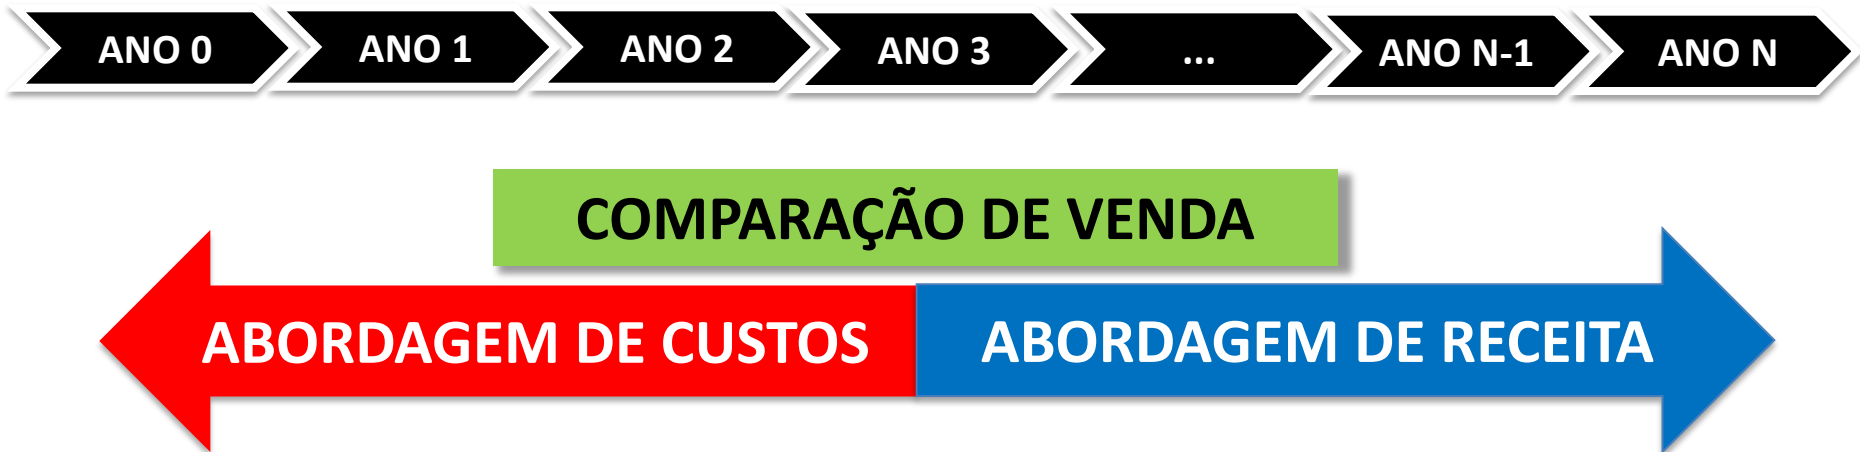 ANO 0 ANO 1 ANO 2 ANO 3 ... ANO N-1 ANO N
COMPARAÇÃO DE VENDA
ABORDAGEM DE CUSTOS ABORDAGEM DE RECEITA